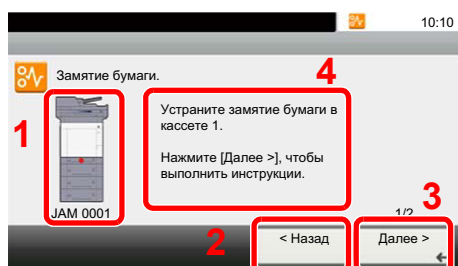 10:10
Замятие бумаги.
4
1
Устраните замятие бумаги в
кассете 1.
Нажмите [Далее >], чтобы
выполнить инструкции.
JAM 0001
1/2
3
2
< Назад
Далее >